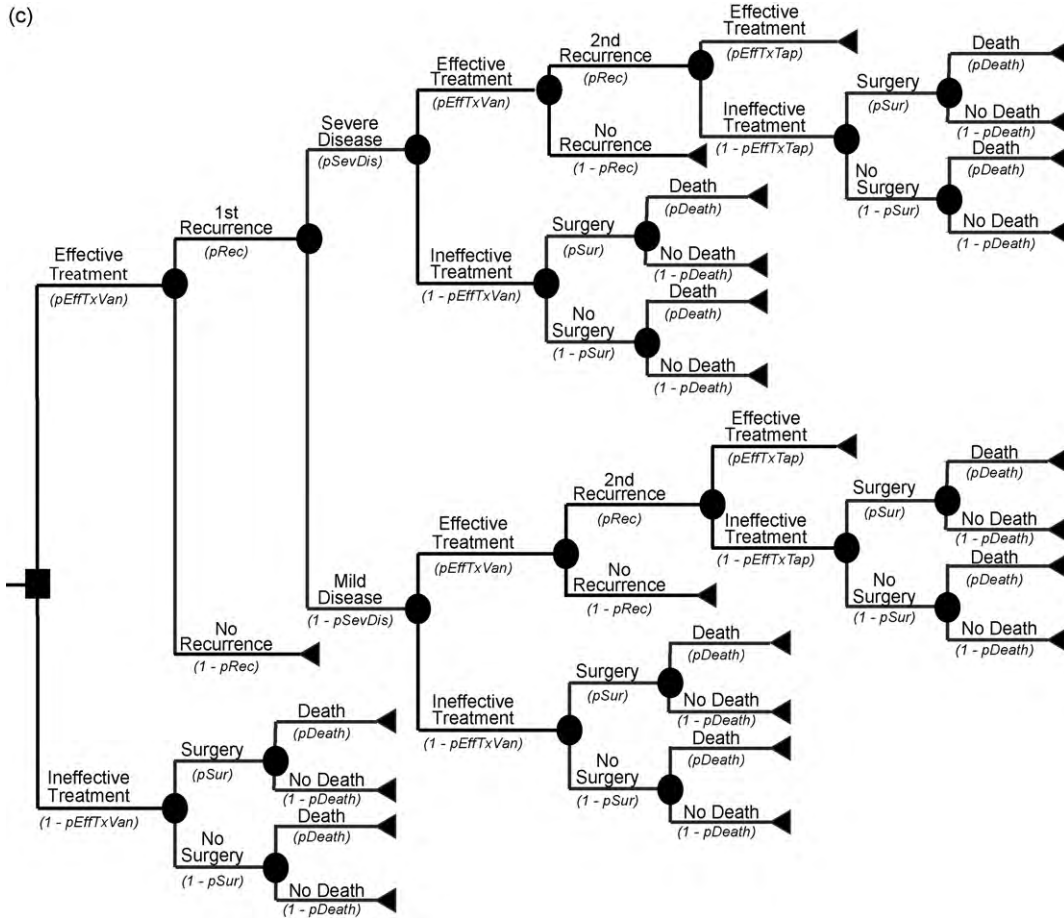 (c)
Effective
Treatment
(pEffTxVan)
1st
Recurrence
(pRec)
Severe
Disease
(pSevDis)
Effective
Treatment
(pEffTxVan)
2nd
Recurrence
(pRec)
Effective
Treatment
(pEffTxTap)
Ineffective
Treatment
(1 - pEffTxTap)
Surgery
(pSur)
Death
(pDeath)
No Death
(1 - pDeath)
No
Surgery
(1 - pSur)
Death
(pDeath)
No Death
(1 - pDeath)
No
Recurrence
(1 - pRec)
Ineffective
Treatment
(1 - pEffTxVan)
Surgery
(pSur)
Death
(pDeath)
No Death
(1 - pDeath)
No
Surgery
(1 - pSur)
Death
(pDeath)
No Death
(1 - pDeath)
Mild
Disease
(1 - pSevDis)
Effective
Treatment
(pEffTxVan)
2nd
Recurrence
(pRec)
Effective
Treatment
(pEffTxTap)
Ineffective
Treatment
(1 - pEffTxTap)
Surgery
(pSur)
Death
(pDeath)
No Death
(1 - pDeath)
No
Surgery
(1 - pSur)
Death
(pDeath)
No Death
(1 - pDeath)
No
Recurrence
(1 - pRec)
Ineffective
Treatment
(1 - pEffTxVan)
Surgery
(pSur)
Death
(pDeath)
No Death
(1 - pDeath)
No
Surgery
(1 - pSur)
Death
(pDeath)
No Death
(1 - pDeath)
No
Recurrence
(1 - pRec)
Ineffective
Treatment
(1 - pEffTxVan)
Surgery
(pSur)
Death
(pDeath)
No Death
(1 - pDeath)
No
Surgery
(1 - pSur)
Death
(pDeath)
No Death
(1 - pDeath)